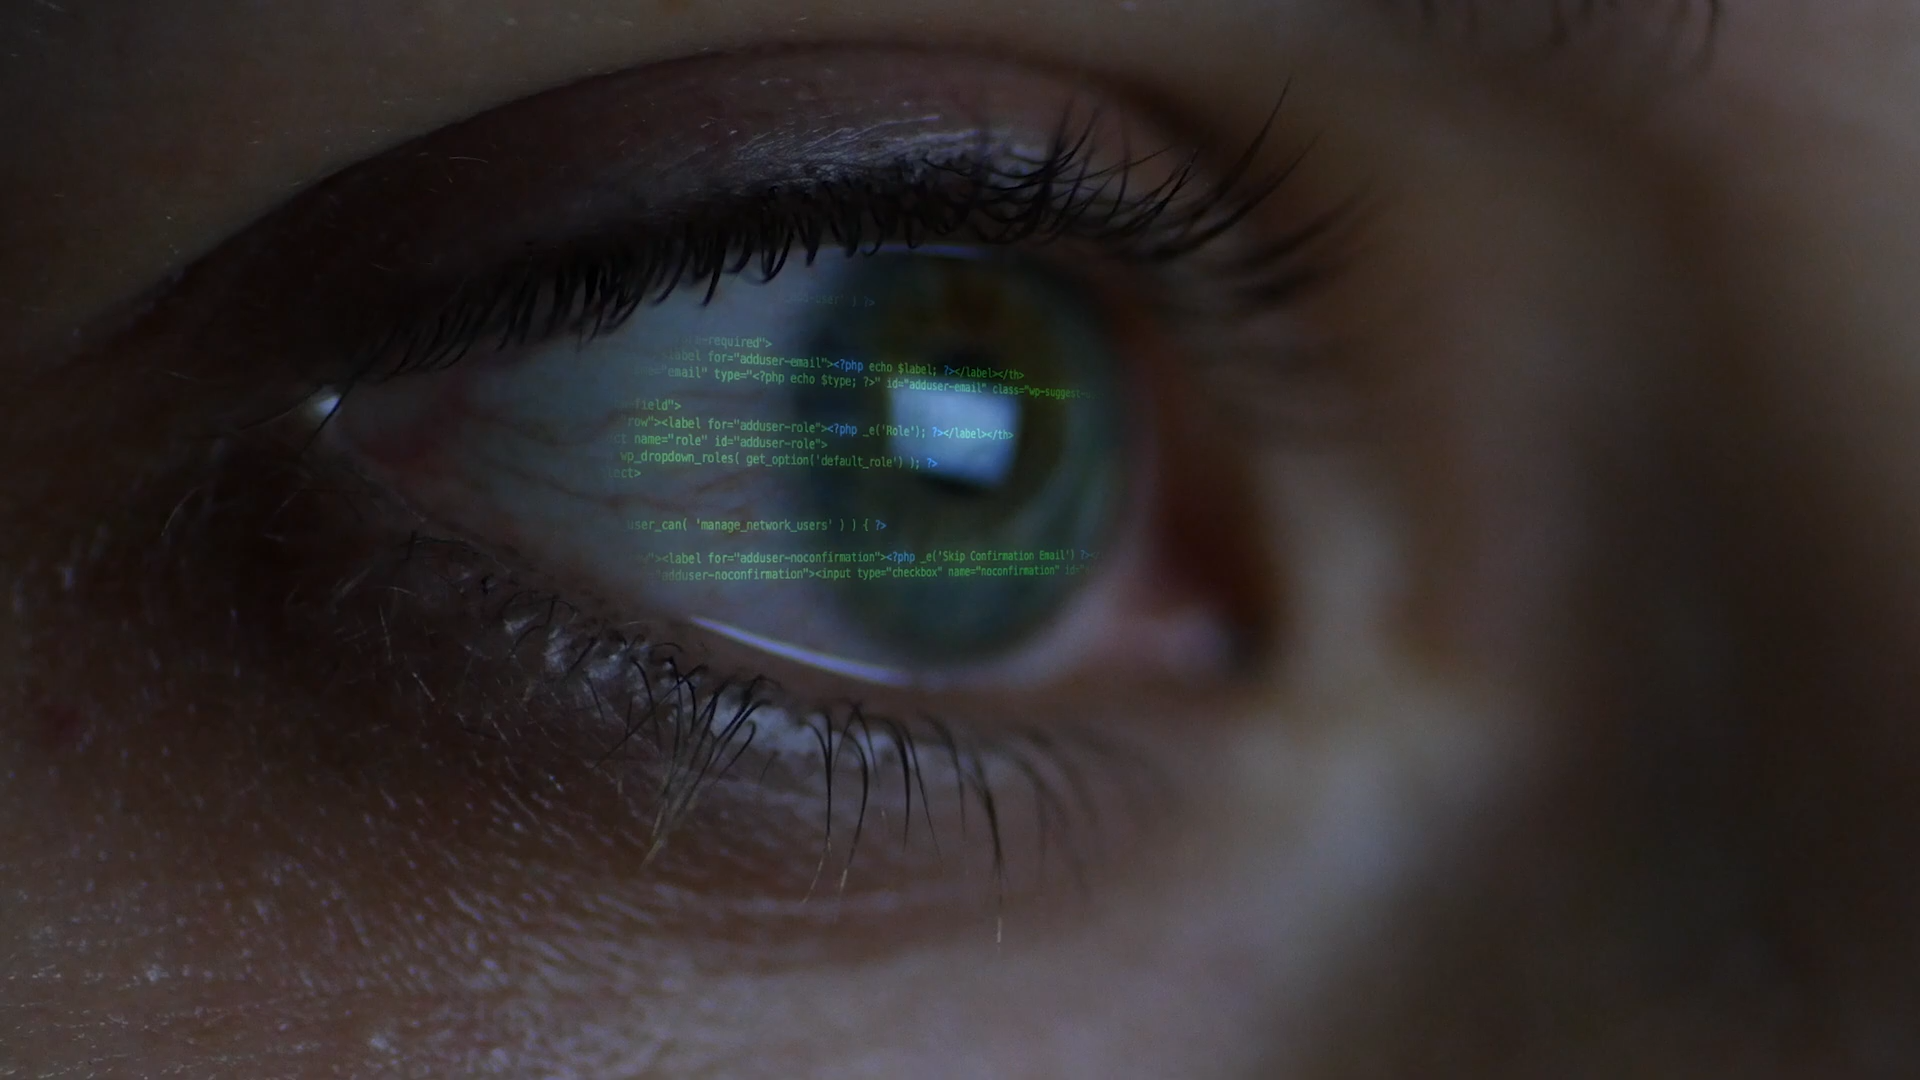 add-user' ) ?>
-required">
label for="adduser-email"><?php echo $label; ?></label></th>
="email" type="<?php echo $type; ?>" id="adduser-email" class="wp-suggest-
-field">
"row"><label for="adduser-role"><?php _e('Role'); ?></label></th>
ct name="role" id="adduser-role">
wp_dropdown_roles( get_option('default_role') ); ?>
lect>
user_can( 'manage_network_users' ) ) { ?>
"><label for="adduser-noconfirmation"><?php _e('Skip Confirmation Email') ?></
="adduser-noconfirmation"><input type="checkbox" name="noconfirmation" id="